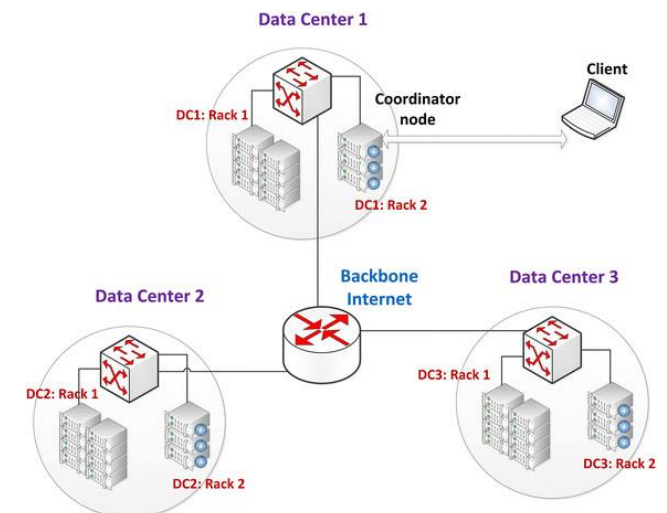 Data Center 1
Client
Coordinator
node
DC1: Rack 1
DC1: Rack 2
Backbone
Internet
Data Center 3
Data Center 2
DC3: Rack 1
DC2: Rack 1
DC3: Rack 2
DC2: Rack 2